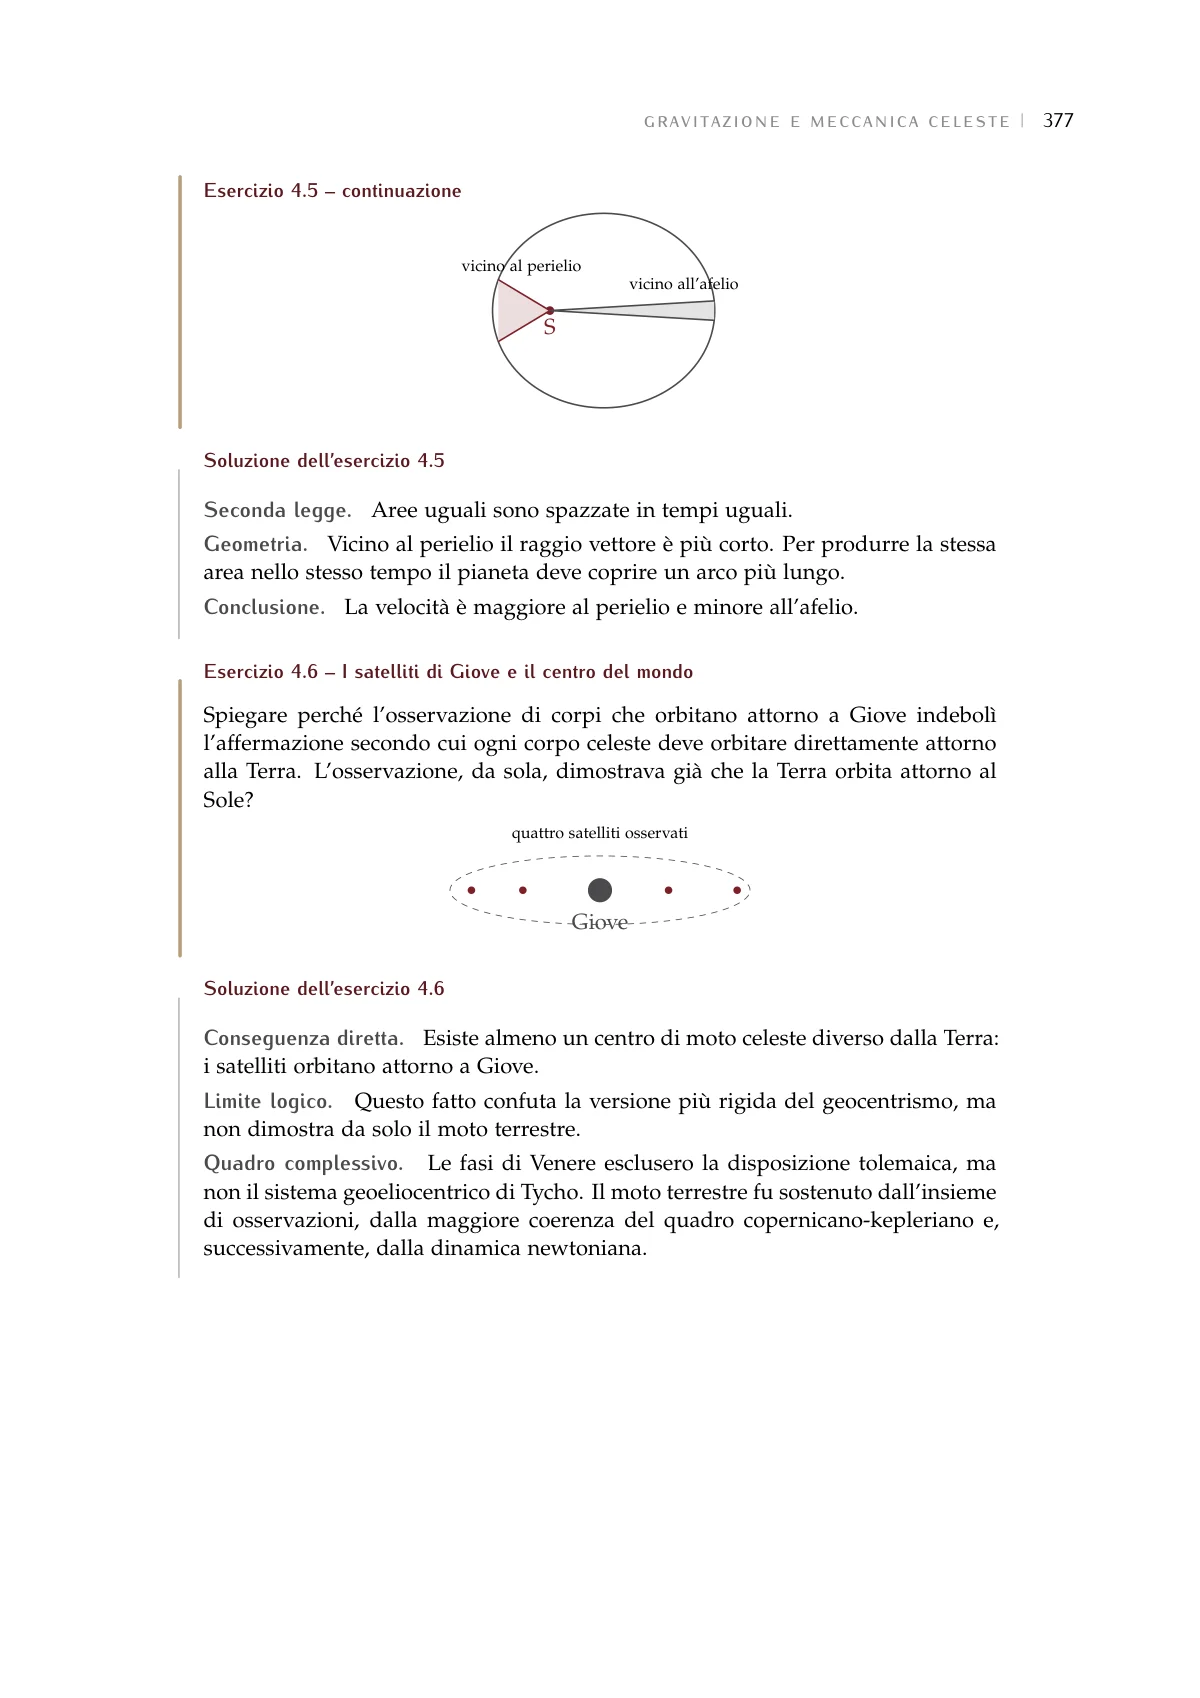 GRAVITAZIONE E MECCANICA CELESTE | 377
Esercizio 4.5 – continuazione
vicino al perielio
vicino all’afelio
S
Soluzione dell’esercizio 4.5
Seconda legge. Aree uguali sono spazzate in tempi uguali.
Geometria. Vicino al perielio il raggio vettore è più corto. Per produrre la stessa
area nello stesso tempo il pianeta deve coprire un arco più lungo.
Conclusione. La velocità è maggiore al perielio e minore all’afelio.
Esercizio 4.6 – I satelliti di Giove e il centro del mondo
Spiegare perché l’osservazione di corpi che orbitano attorno a Giove indebolì
l’affermazione secondo cui ogni corpo celeste deve orbitare direttamente attorno
alla Terra. L’osservazione, da sola, dimostrava già che la Terra orbita attorno al
Sole?
quattro satelliti osservati
Giove
Soluzione dell’esercizio 4.6
Conseguenza diretta. Esiste almeno un centro di moto celeste diverso dalla Terra:
i satelliti orbitano attorno a Giove.
Limite logico. Questo fatto confuta la versione più rigida del geocentrismo, ma
non dimostra da solo il moto terrestre.
Quadro complessivo. Le fasi di Venere esclusero la disposizione tolemaica, ma
non il sistema geoeliocentrico di Tycho. Il moto terrestre fu sostenuto dall’insieme
di osservazioni, dalla maggiore coerenza del quadro copernicano-kepleriano e,
successivamente, dalla dinamica newtoniana.